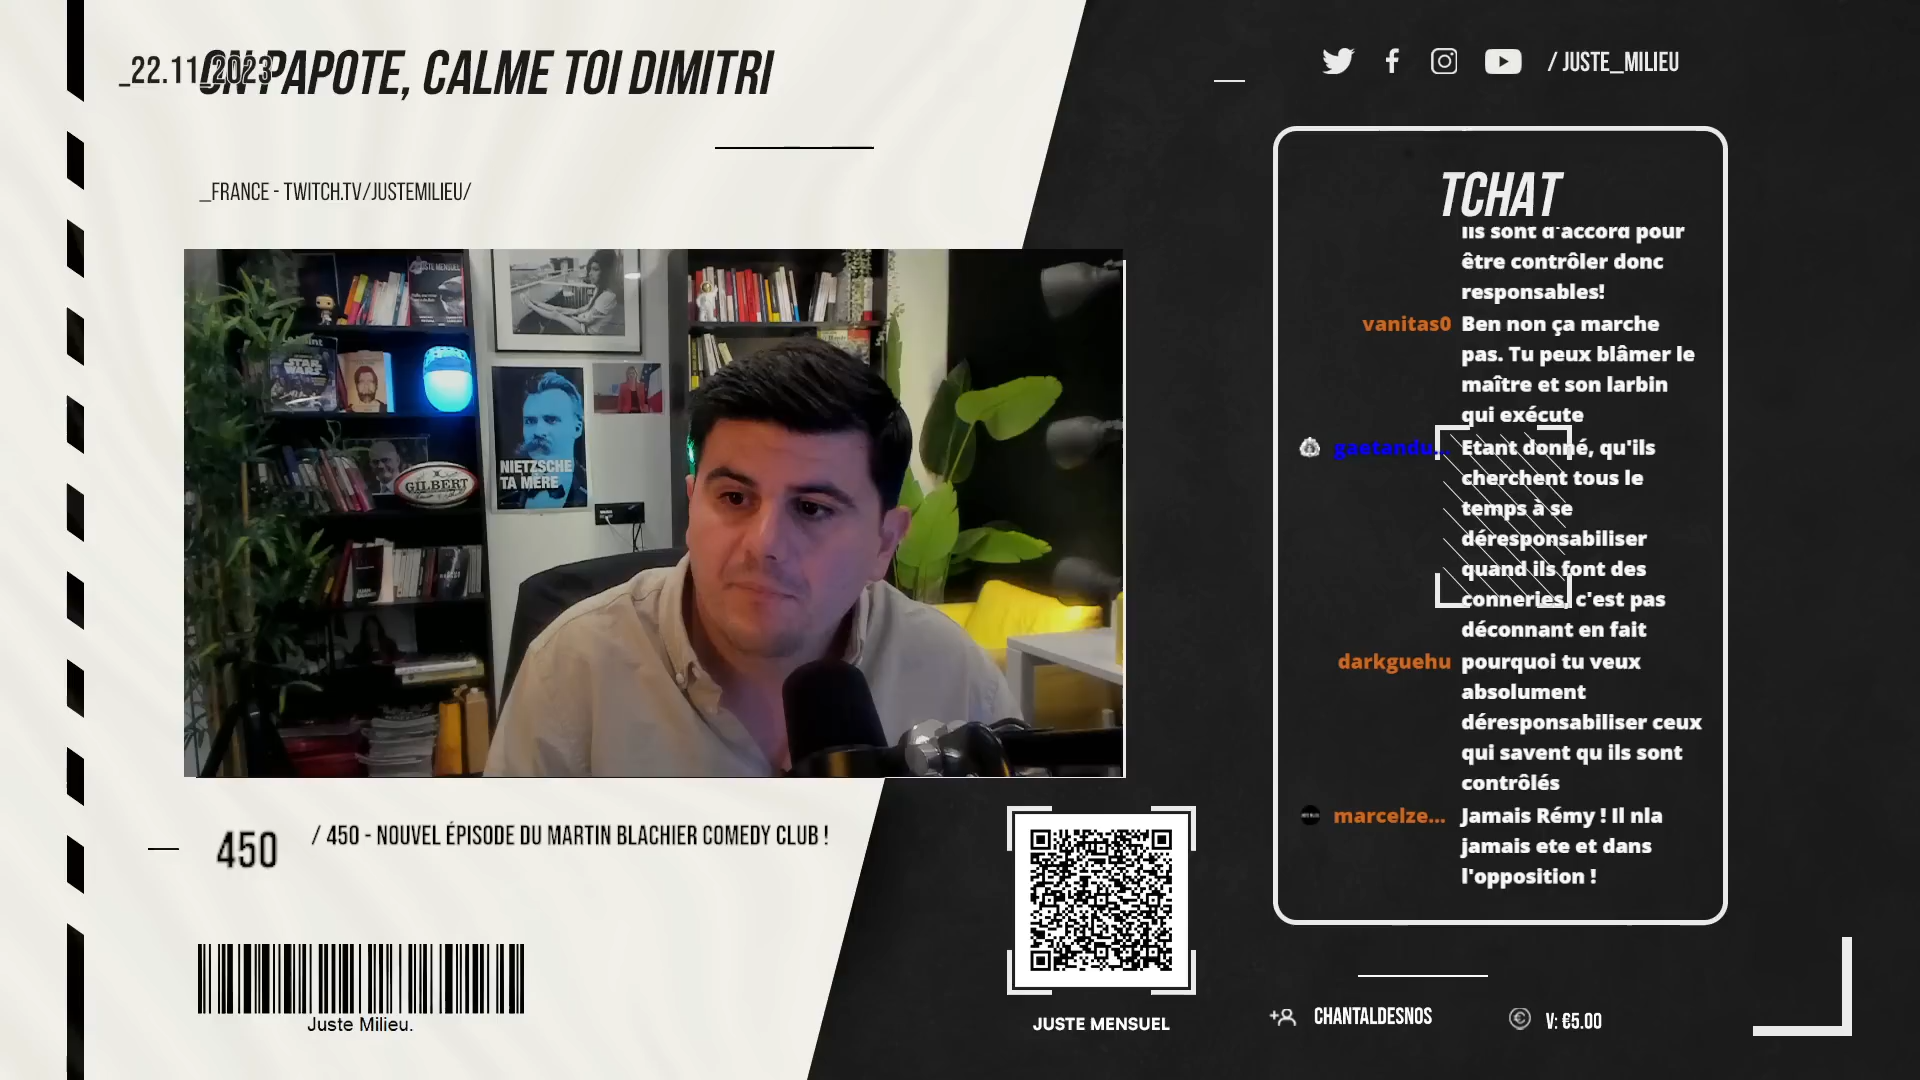 _22.11_2023
ON PAPOTE, CALME TOI DIMITRI
_FRANCE - TWITCH.TV/JUSTEMILIEU/
/ JUSTE_MILIEU
TCHAT
Ils sont d'accord pour
être contrôler donc
responsables!
vanitas0 Ben non ça marche
pas. Tu peux blâmer le
maître et son larbin
qui exécute
gaetandu... Etant donné, qu'ils
cherchent tous le
temps à se
déresponsabiliser
quand ils font des
conneries, c'est pas
déconnant en fait
darkguehu pourquoi tu veux
absolument
déresponsabiliser ceux
qui savent qu ils sont
contrôlés
marcelze... Jamais Rémy ! Il nla
jamais ete et dans
l'opposition !
JUSTE MENSUEL
STAR
WARS
GILBERT
NIETZSCHE
TA MÈRE
450
/ 450 - NOUVEL ÉPISODE DU MARTIN BLACHIER COMEDY CLUB !
Juste Milieu.
JUSTE MENSUEL
CHANTALDESNOS
V: €5.00